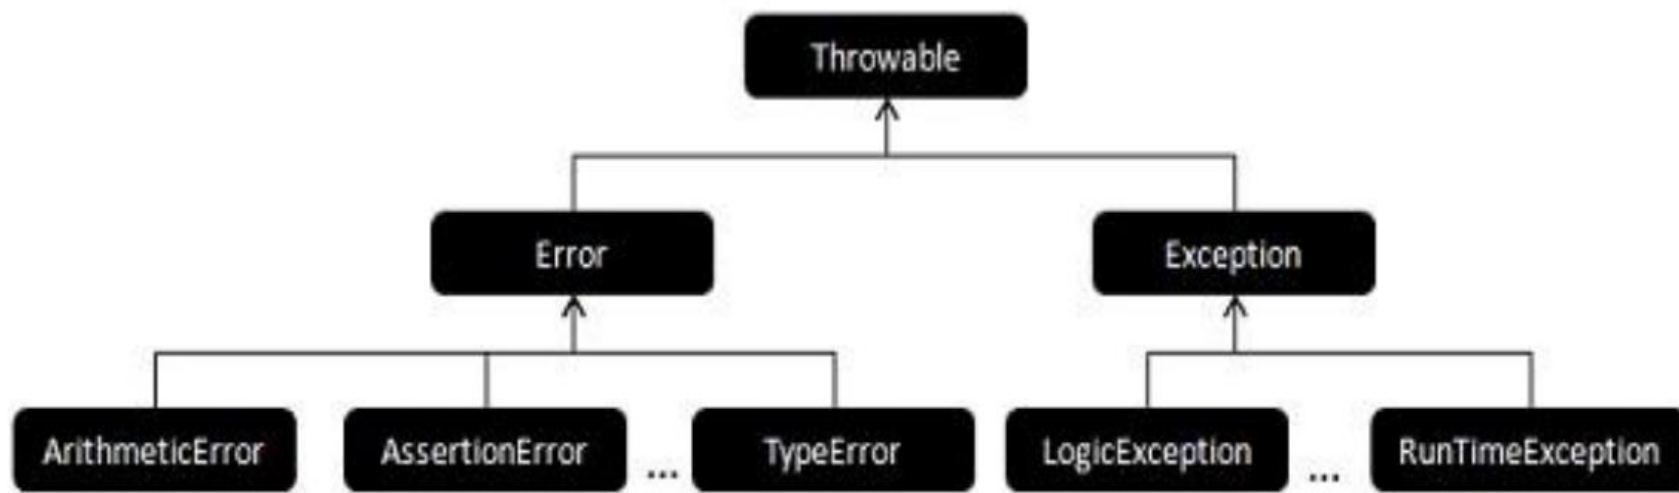 Throwable
Error
Exception
ArithmeticError
AssertionError
...
TypeError
LogicException
...
RunTimeException